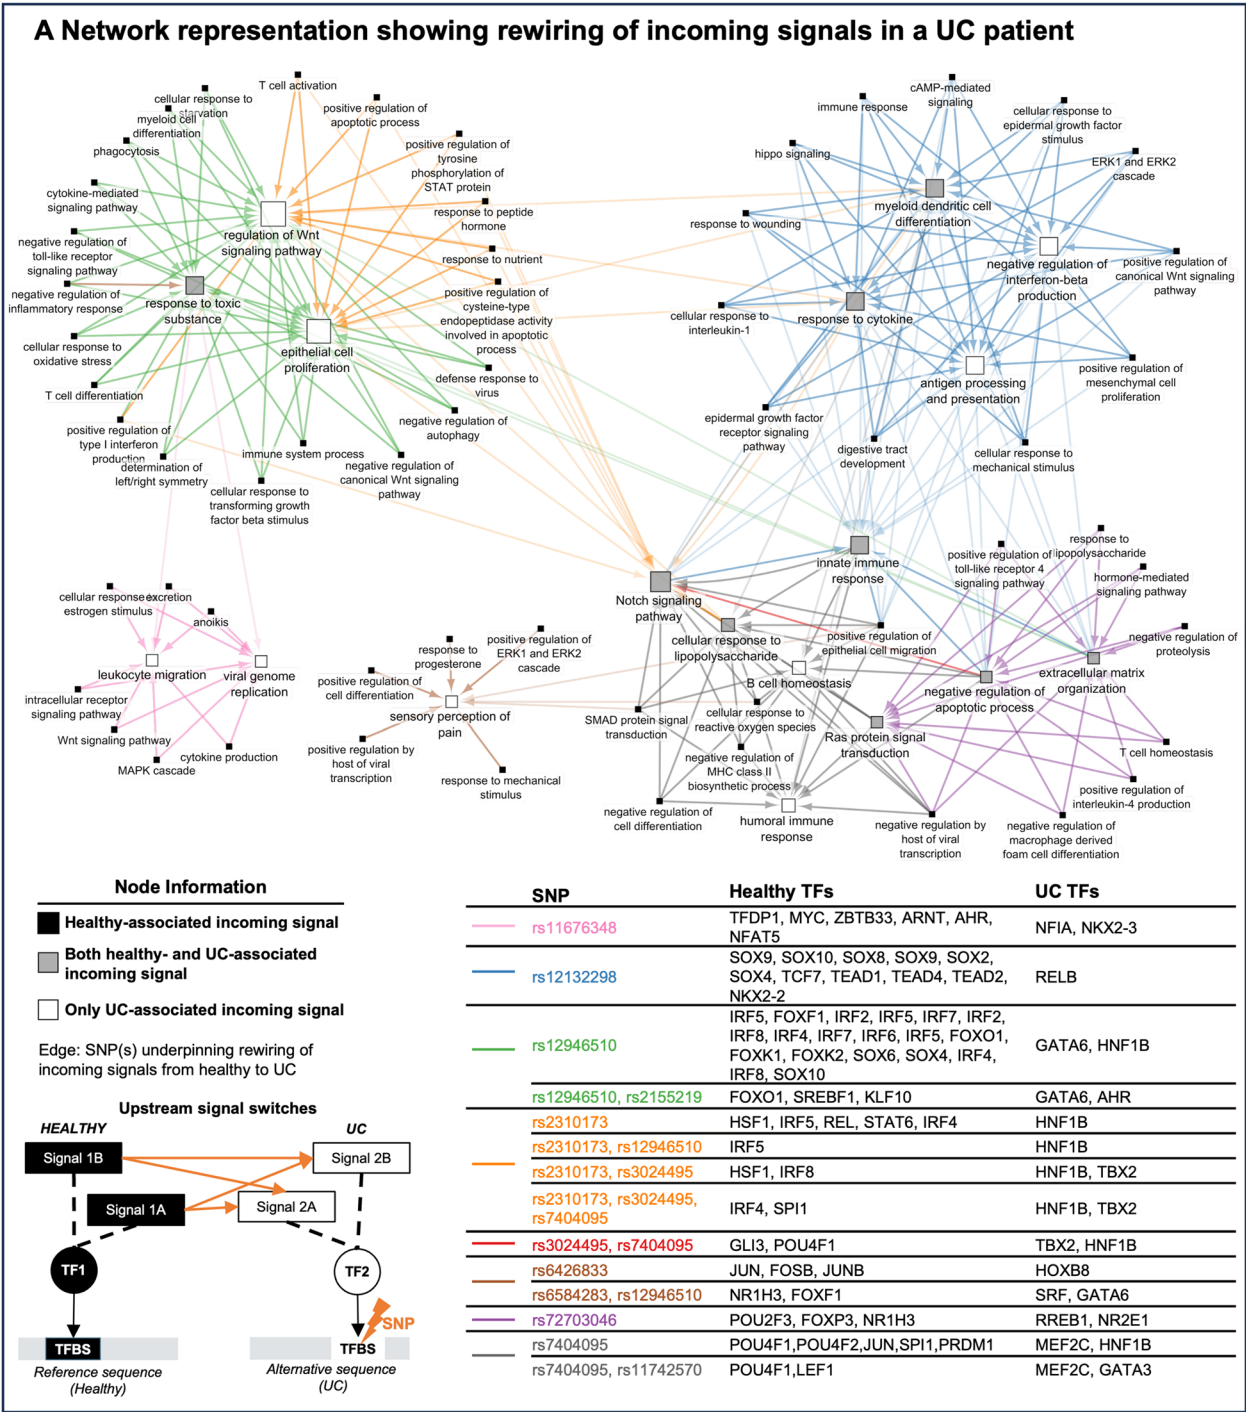 A Network representation showing rewiring of incoming signals in a UC patient
T cell activation
cellular response to
starvation
myeloid cell
differentiation
phagocytosis
positive regulation of
apoptotic process
positive regulation of
tyrosine
phosphorylation of
STAT protein
cytokine-mediated
signaling pathway
response to peptide
hormone
regulation of Wnt
signaling pathway
negative regulation of
toll-like receptor
signaling pathway
response to nutrient
negative regulation of
inflammatory response
response to toxic
substance
positive regulation of
cysteine-type
endopeptidase activity
involved in apoptotic
process
cellular response to
oxidative stress
epithelial cell
proliferation
defense response to
virus
T cell differentiation
negative regulation of
autophagy
positive regulation of
type I interferon
production
determination of
left/right symmetry
immune system process
negative regulation of
canonical Wnt signaling
pathway
cellular response to
transforming growth
factor beta stimulus
cAMP-mediated
signaling
immune response
cellular response to
epidermal growth factor
stimulus
hippo signaling
ERK1 and ERK2
cascade
myeloid dendritic cell
differentiation
response to wounding
negative regulation of
interferon-beta
production
positive regulation of
canonical Wnt signaling
pathway
cellular response to
interleukin-1
response to cytokine
antigen processing
and presentation
positive regulation of
mesenchymal cell
proliferation
epidermal growth factor
receptor signaling
pathway
digestive tract
development
cellular response to
mechanical stimulus
innate immune
response
positive regulation of
toll-like receptor 4
signaling pathway
response to
lipopolysaccharide
hormone-mediated
signaling pathway
Notch signaling
pathway
cellular response to
lipopolysaccharide
positive regulation of
epithelial cell migration
negative regulation of
proteolysis
B cell homeostasis
negative regulation of
apoptotic process
extracellular matrix
organization
SMAD protein signal
transduction
cellular response to
reactive oxygen species
Ras protein signal
transduction
T cell homeostasis
negative regulation of
MHC class II
biosynthetic process
positive regulation of
interleukin-4 production
negative regulation of
cell differentiation
humoral immune
response
negative regulation by
host of viral
transcription
negative regulation of
macrophage derived
foam cell differentiation
cellular response
estrogen stimulus
excretion
anoikis
leukocyte migration
viral genome
replication
intracellular receptor
signaling pathway
Wnt signaling pathway
MAPK cascade
cytokine production
response to
progesterone
positive regulation of
ERK1 and ERK2
cascade
positive regulation of
cell differentiation
sensory perception of
pain
positive regulation by
host of viral
transcription
response to mechanical
stimulus
Node Information
Healthy-associated incoming signal
Both healthy- and UC-associated
incoming signal
Only UC-associated incoming signal
Edge: SNP(s) underpinning rewiring of
incoming signals from healthy to UC
Upstream signal switches
HEALTHY
UC
Signal 1B
Signal 2B
Signal 1A
Signal 2A
TF1
TF2
SNP
TFBS
TFBS
Reference sequence
(Healthy)
Alternative sequence
(UC)
SNP Healthy TFs UC TFs
rs11676348 TFDP1, MYC, ZBTB33, ARNT, AHR,
NFAT5 NFIA, NKX2-3
rs12132298 SOX9, SOX10, SOX8, SOX9, SOX2,
SOX4, TCF7, TEAD1, TEAD4, TEAD2,
NKX2-2 RELB
rs12946510 IRF5, FOXF1, IRF2, IRF5, IRF7, IRF2,
IRF8, IRF4, IRF7, IRF6, IRF5, FOXO1,
FOXK1, FOXK2, SOX6, SOX4, IRF4,
IRF8, SOX10 GATA6, HNF1B
rs12946510, rs2155219 FOXO1, SREBF1, KLF10 GATA6, AHR
rs2310173 HSF1, IRF5, REL, STAT6, IRF4 HNF1B
rs2310173, rs12946510 IRF5 HNF1B
rs2310173, rs3024495 HSF1, IRF8 HNF1B, TBX2
rs2310173, rs3024495,
rs7404095 IRF4, SPI1 HNF1B, TBX2
rs3024495, rs7404095 GLI3, POU4F1 TBX2, HNF1B
rs6426833 JUN, FOSB, JUNB HOXB8
rs6584283, rs12946510 NR1H3, FOXF1 SRF, GATA6
rs72703046 POU2F3, FOXP3, NR1H3 RREB1, NR2E1
rs7404095 POU4F1,POU4F2,JUN,SPI1,PRDM1 MEF2C, HNF1B
rs7404095, rs11742570 POU4F1,LEF1 MEF2C, GATA3